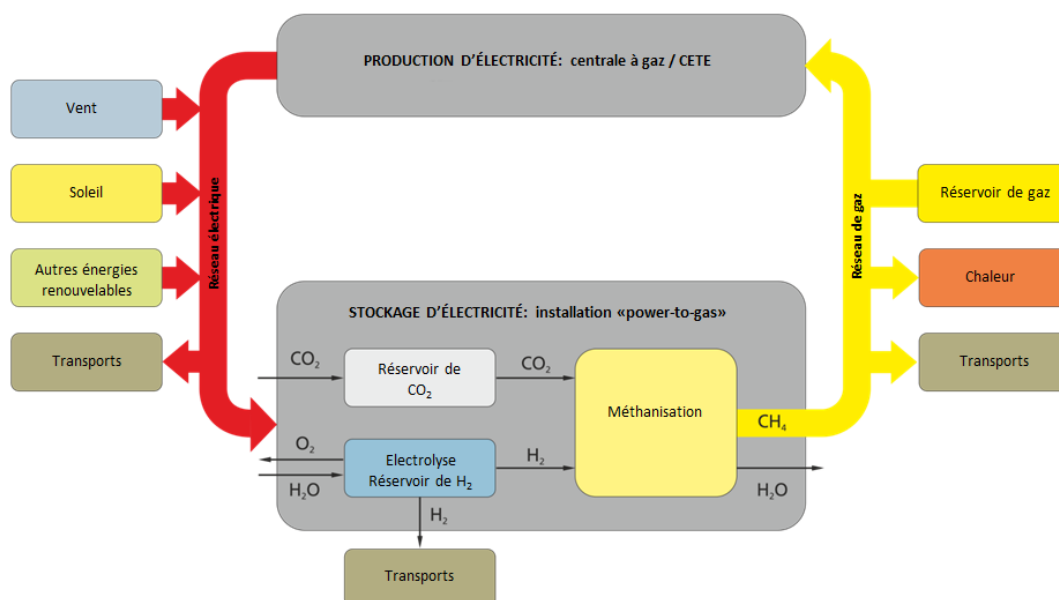 PRODUCTION D'ÉLECTRICITÉ: centrale à gaz / CETE
Vent
Soleil
Autres énergies
renouvelables
Transports
Réseau électrique
Réseau de gaz
Réservoir de gaz
Chaleur
Transports
STOCKAGE D'ÉLECTRICITÉ: installation «power-to-gas»
CO₂
Réservoir de
CO₂
CO₂
Méthanisation
CH₄
O₂
H₂O
Electrolyse
Réservoir de H₂
H₂
H₂O
H₂
Transports